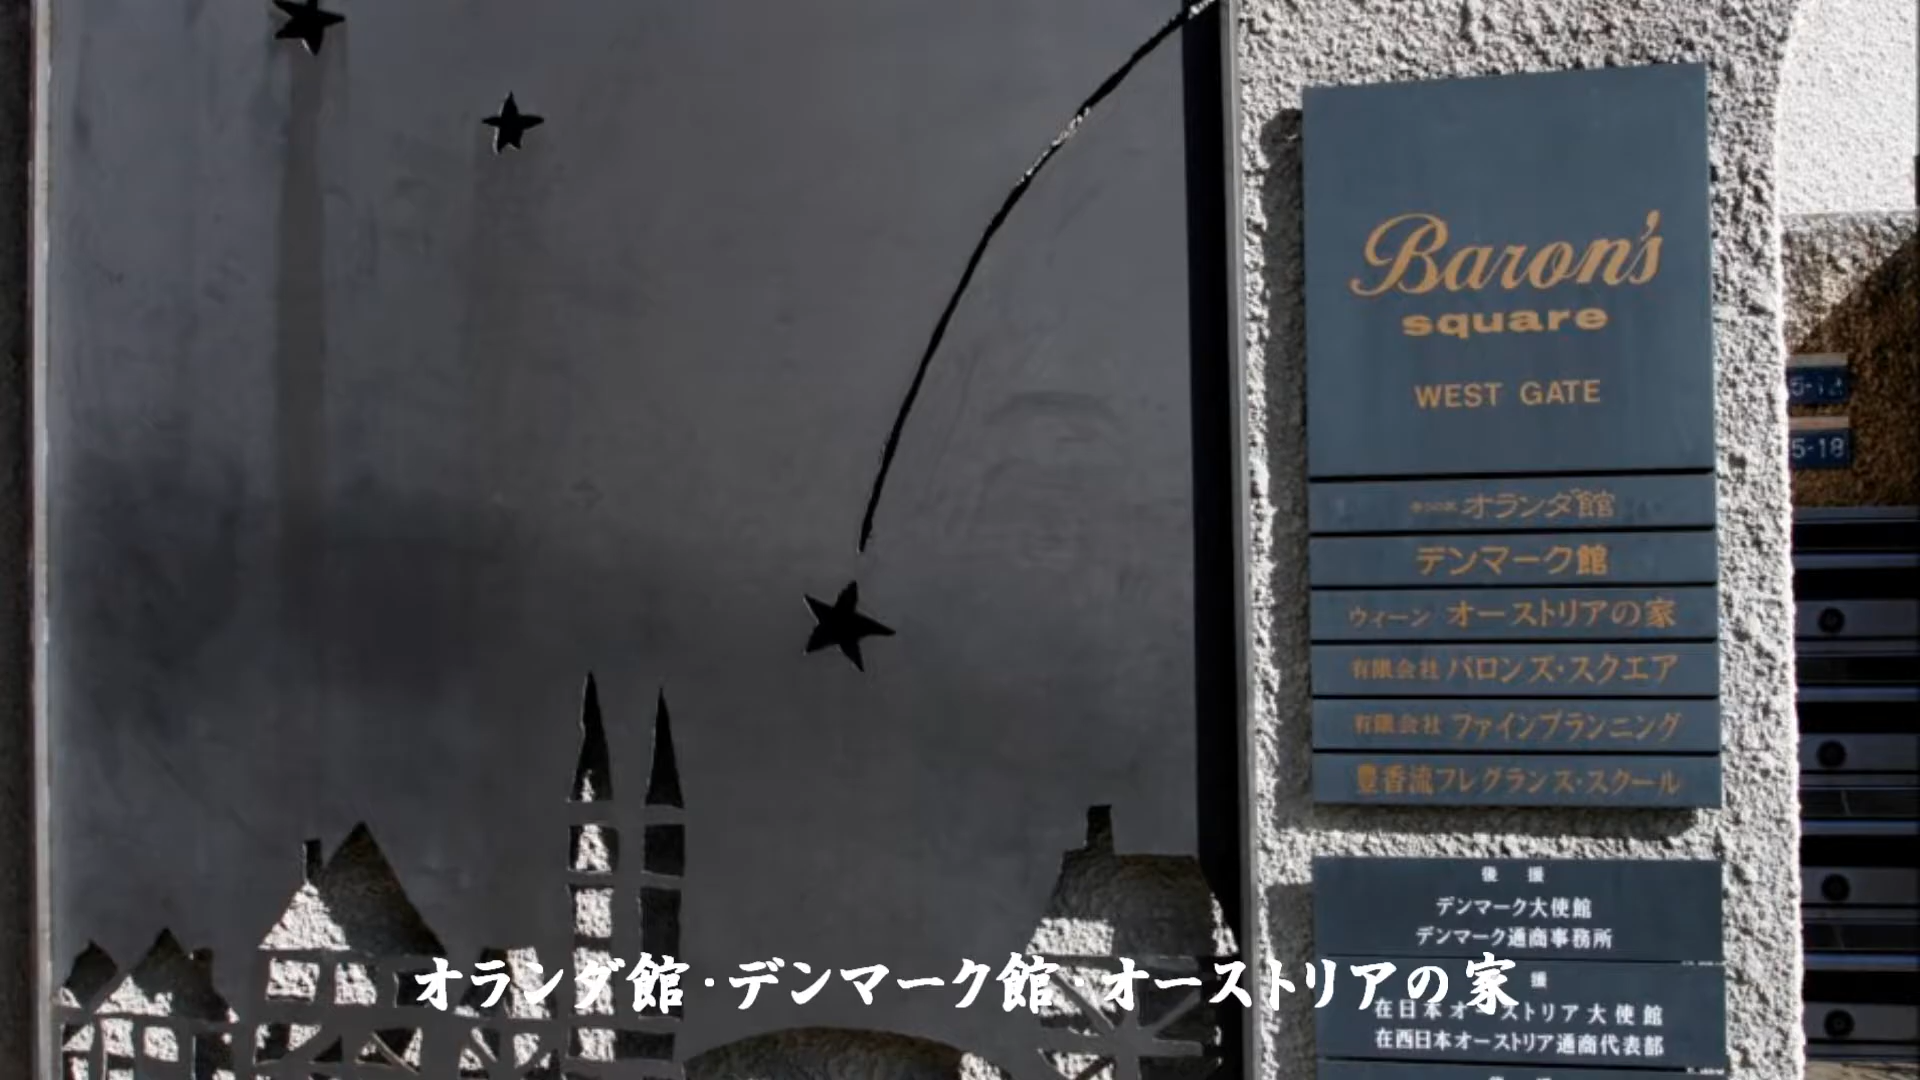 Baron's
square
WEST GATE
オランダ館
デンマーク館
ウィーン オーストリアの家
有限会社 バロンズ・スクエア
有限会社 ファインプランニング
豊香流フレグランス・スクール
5-18
後 援
デンマーク大使館
デンマーク通商事務所
援
在日本オーストリア大使館
在西日本オーストリア通商代表部
オランダ館・デンマーク館・オーストリアの家